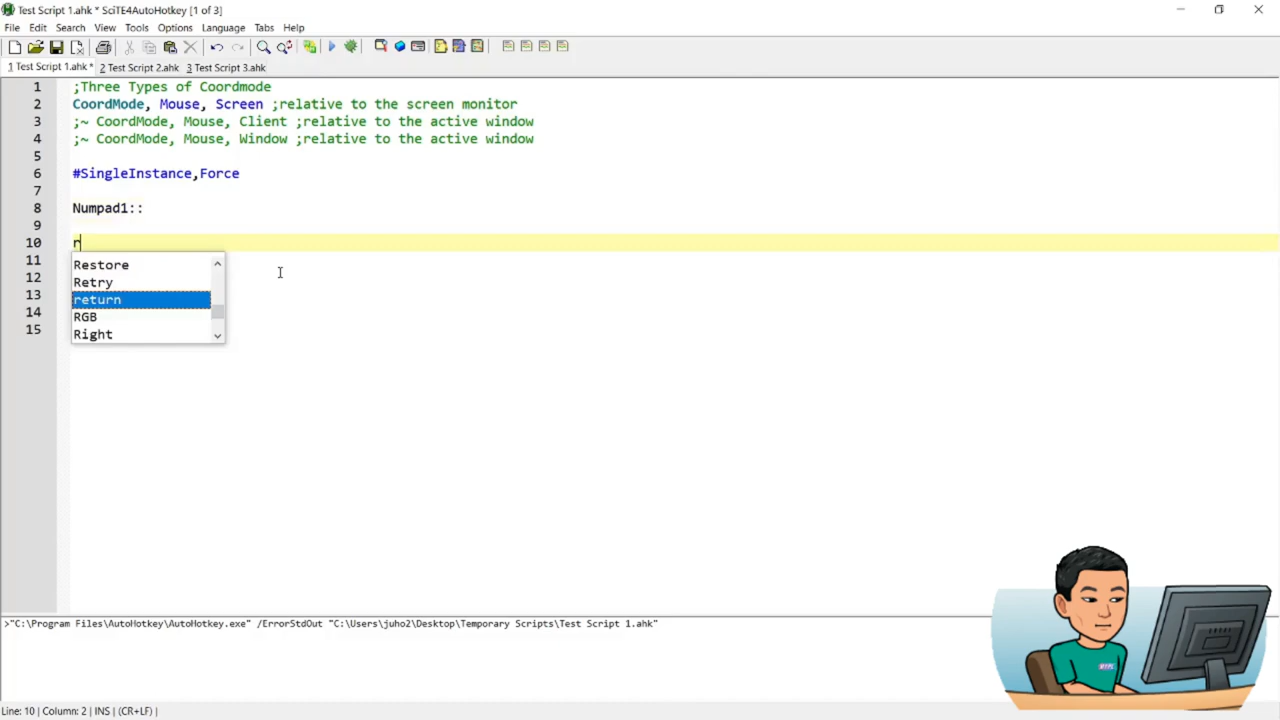 Test Script 1.ahk * SciTE4AutoHotkey [1 of 3]
File Edit Search View Tools Options Language Tabs Help
1 Test Script 1.ahk * 2 Test Script 2.ahk 3 Test Script 3.ahk
1 ;Three Types of Coordmode
2 CoordMode, Mouse, Screen ;relative to the screen monitor
3 ;~ CoordMode, Mouse, Client ;relative to the active window
4 ;~ CoordMode, Mouse, Window ;relative to the active window
5
6 #SingleInstance,Force
7
8 Numpad1::
9
10 r
11 Restore
12 Retry
13 return
14 RGB
15 Right
>"C:\Program Files\AutoHotkey\AutoHotkey.exe" /ErrorStdOut "C:\Users\juho2\Desktop\Temporary Scripts\Test Script 1.ahk"
Line: 10 | Column: 2 | INS | (CR+LF) |